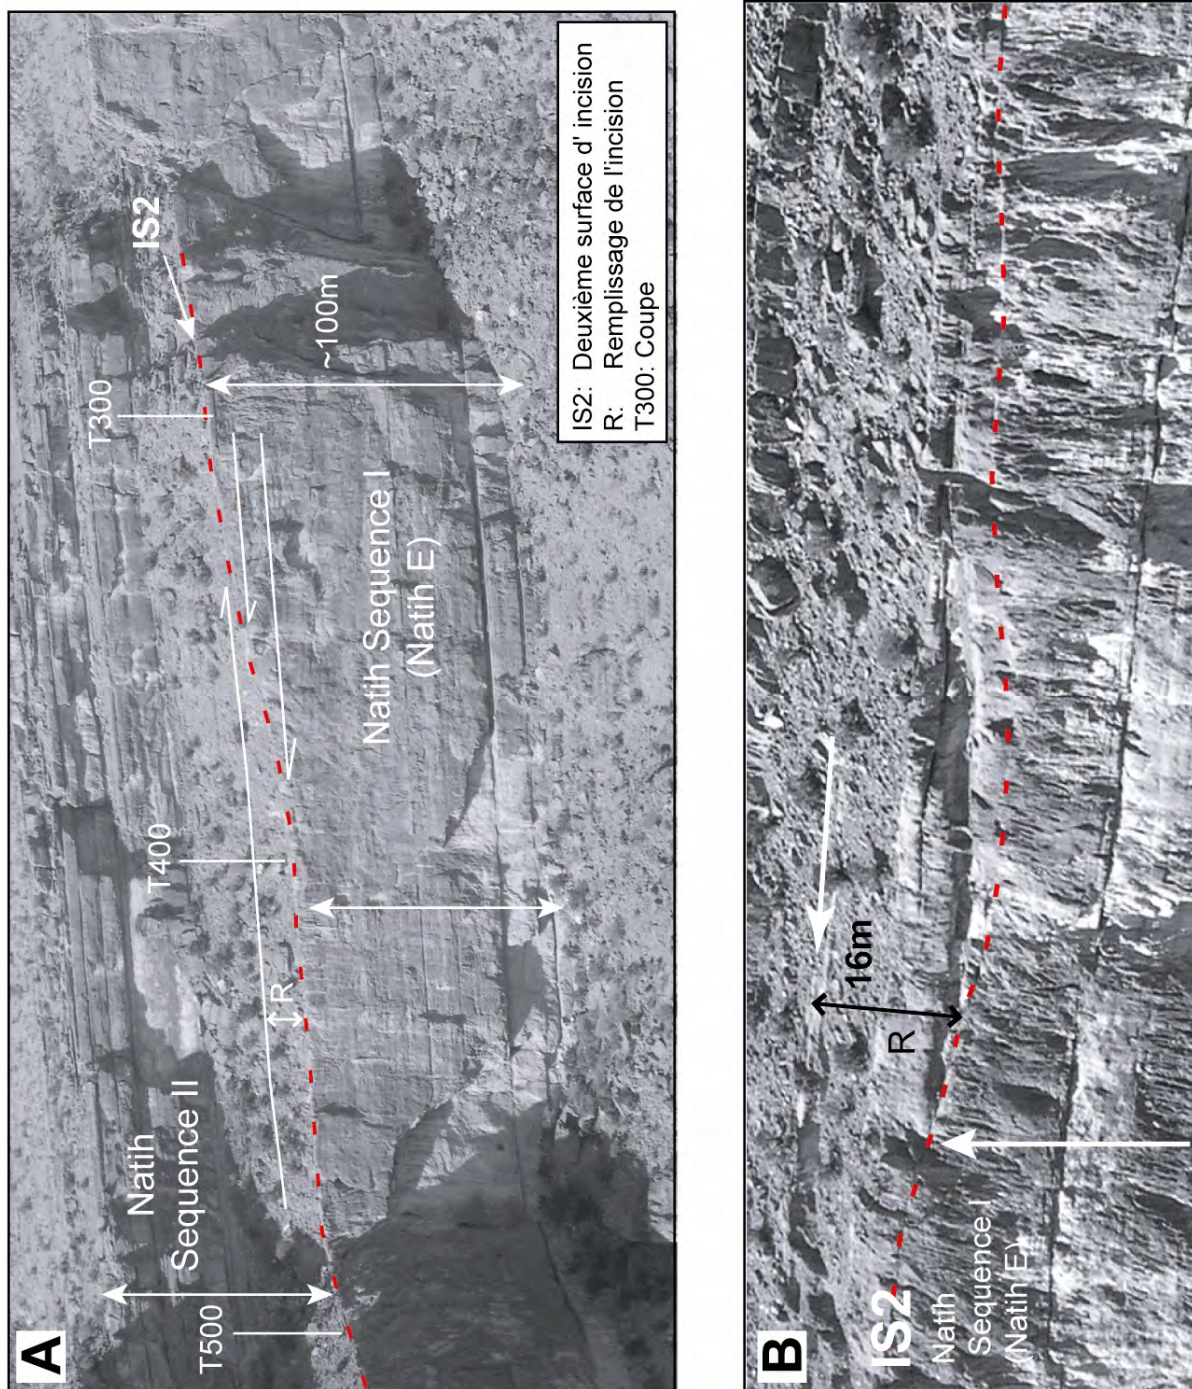 A
Natih
Sequence II
T500
R
T400
T300
IS2
~100m
Natih Sequence I
(Natih E)
IS2: Deuxième surface d' incision
R: Remplissage de l'incision
T300: Coupe
B
IS2
Natih
Sequence I
(Natih E)
R
16m